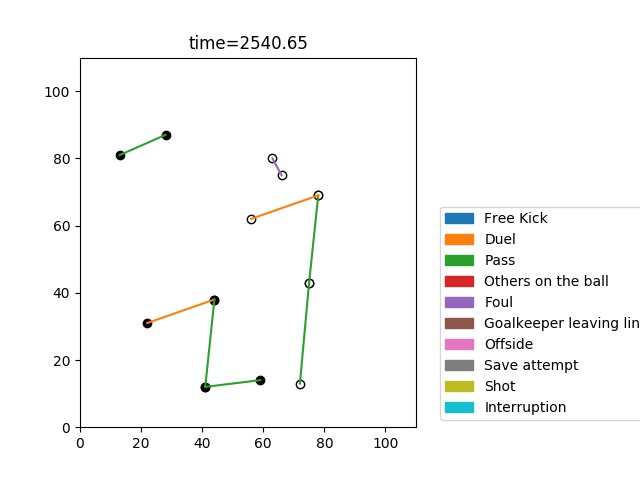 time=2540.65
100
80
60
40
20
0
0 20 40 60 80 100
Free Kick
Duel
Pass
Others on the ball
Foul
Goalkeeper leaving lin
Offside
Save attempt
Shot
Interruption